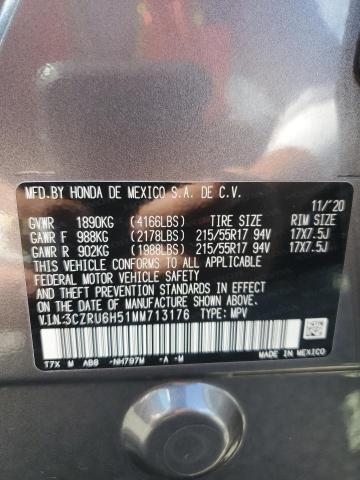 MFD.BY HONDA DE MEXICO S.A. DE C.V.
11/'20
GVWR 1890KG (4166LBS) TIRE SIZE RIM SIZE
GAWR F 988KG (2178LBS) 215/55R17 94V 17X7.5J
GAWR R 902KG (1988LBS) 215/55R17 94V 17X7.5J
THIS VEHICLE CONFORMS TO ALL APPLICABLE
FEDERAL MOTOR VEHICLE SAFETY AND
THEFT PREVENTION STANDARDS IN EFFECT ON THE
DATE OF MANUFACTURE SHOWN ABOVE.
V.I.N:3CZRU6H51MM713176 TYPE: MPV
T7X M AB8 -NH797M -A -M MADE IN MEXICO